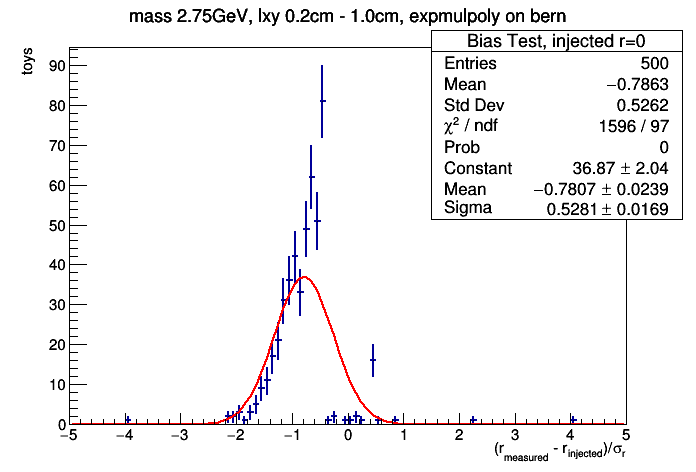 mass 2.75GeV, lxy 0.2cm - 1.0cm, expmulpoly on bern
Bias Test, injected r=0
Entries 500
Mean −0.7863
Std Dev 0.5262
χ² / ndf 1596 / 97
Prob 0
Constant 36.87 ± 2.04
Mean −0.7807 ± 0.0239
Sigma 0.5281 ± 0.0169
toys
90
80
70
60
50
40
30
20
10
0
−5 −4 −3 −2 −1 0 1 2 3 4 5
(r_measured - r_injected)/σ_r